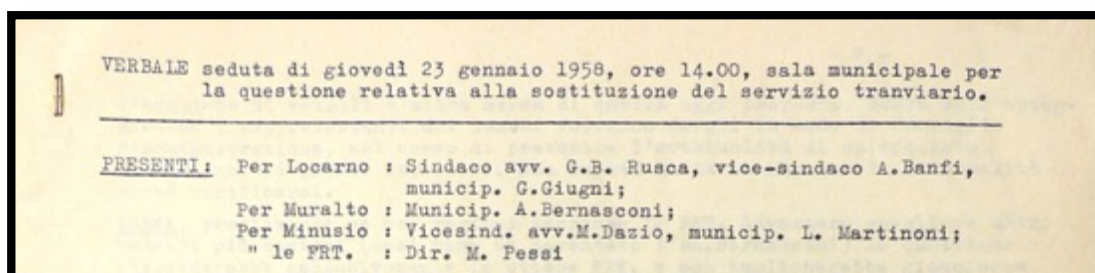 VERBALE seduta di giovedì 23 gennaio 1958, ore 14.00, sala municipale per
la questione relativa alla sostituzione del servizio tranviario.
PRESENTI: Per Locarno : Sindaco avv. G.B. Rusca, vice-sindaco A.Banfi,
municip. G.Giugni;
Per Muralto : Municip. A.Bernasconi;
Per Minusio : Vicesind. avv.M.Dazio, municip. L. Martinoni;
" le FRT. : Dir. M. Pessi